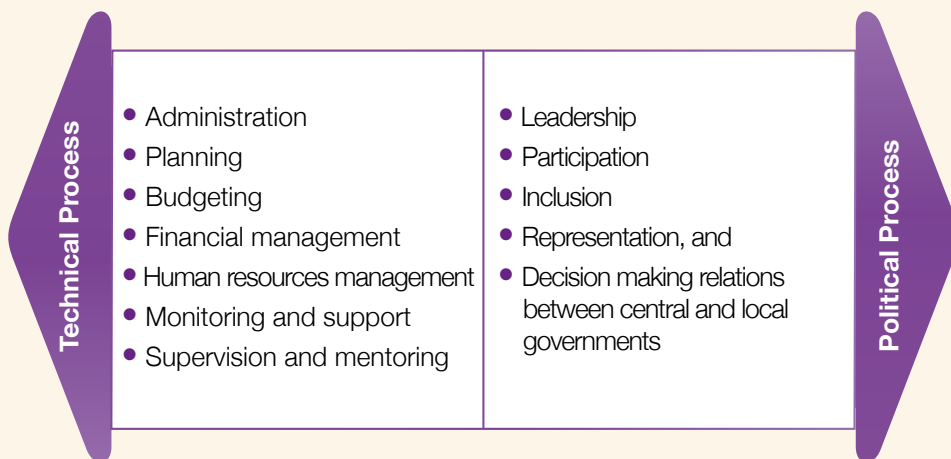 Technical Process
• Administration
• Planning
• Budgeting
• Financial management
• Human resources management
• Monitoring and support
• Supervision and mentoring
• Leadership
• Participation
• Inclusion
• Representation, and
• Decision making relations
between central and local
governments
Political Process